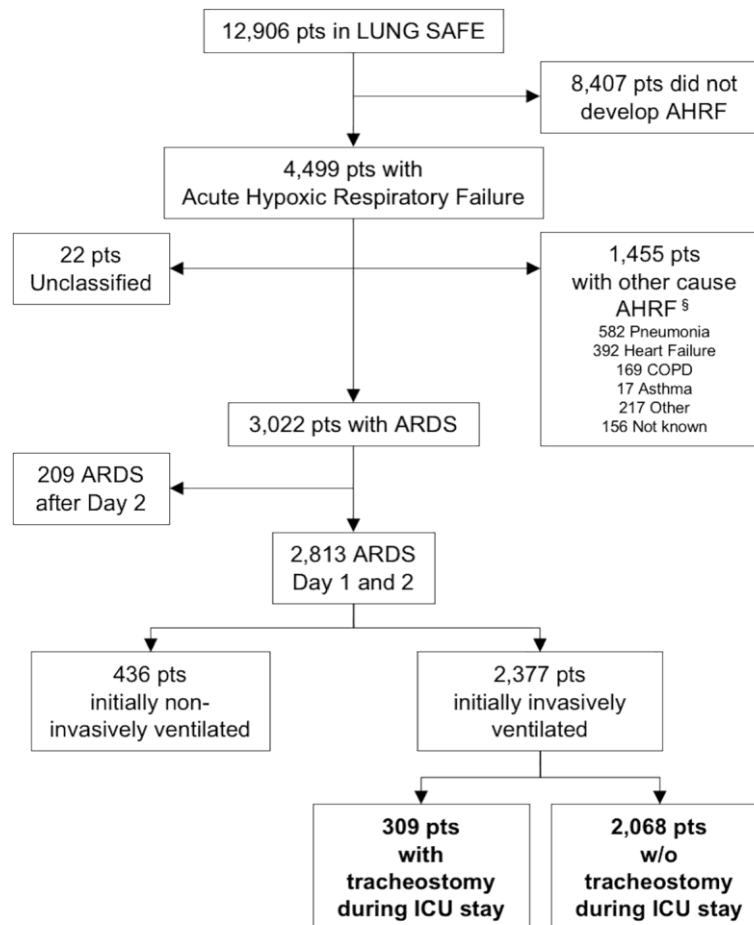 12,906 pts in LUNG SAFE
8,407 pts did not
develop AHRF
4,499 pts with
Acute Hypoxic Respiratory Failure
22 pts
Unclassified
1,455 pts
with other cause
AHRF §
582 Pneumonia
392 Heart Failure
169 COPD
17 Asthma
217 Other
156 Not known
3,022 pts with ARDS
209 ARDS
after Day 2
2,813 ARDS
Day 1 and 2
436 pts
initially non-
invasively ventilated
2,377 pts
initially invasively
ventilated
309 pts
with
tracheostomy
during ICU stay
2,068 pts
w/o
tracheostomy
during ICU stay